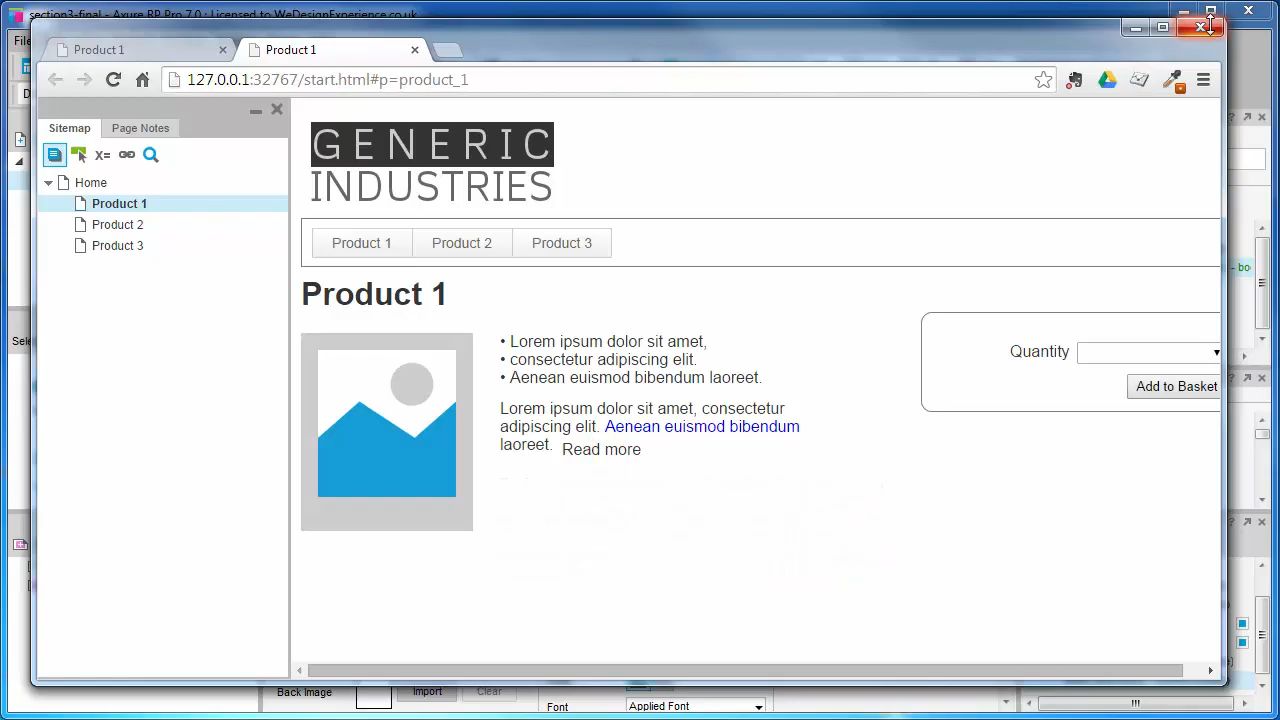 section3-final - Axure RP Pro 7.0 : Licensed to WeDesignExperience.co.uk
File
Product 1
Product 1
127.0.0.1:32767/start.html#p=product_1
Sitemap
Page Notes
X=
Home
Product 1
Product 2
Product 3
GENERIC
INDUSTRIES
Product 1
Product 2
Product 3
Product 1
• Lorem ipsum dolor sit amet,
• consectetur adipiscing elit.
• Aenean euismod bibendum laoreet.
Lorem ipsum dolor sit amet, consectetur
adipiscing elit. Aenean euismod bibendum
laoreet.
Read more
Quantity
Add to Basket
- bo
Back Image
Import
Clear
Font
Applied Font